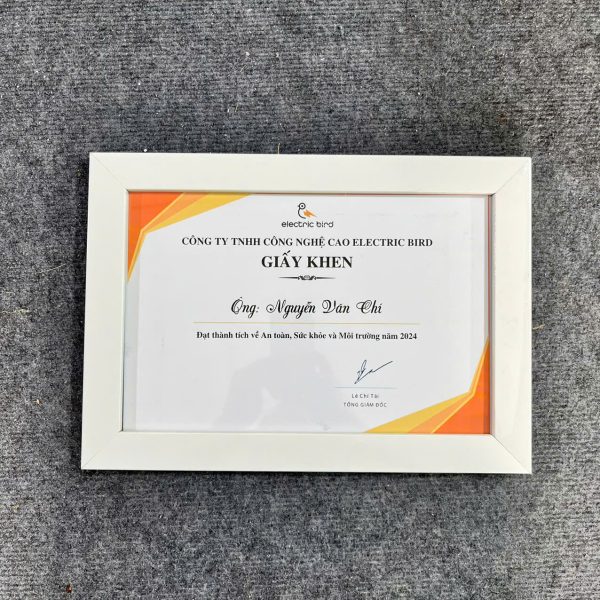 electric bird
CÔNG TY TNHH CÔNG NGHỆ CAO ELECTRIC BIRD
GIẤY KHEN
Ông: Nguyễn Văn Chí
Đạt thành tích về An toàn, Sức khỏe và Môi trường năm 2024
Lê Chí Tài
TỔNG GIÁM ĐỐC